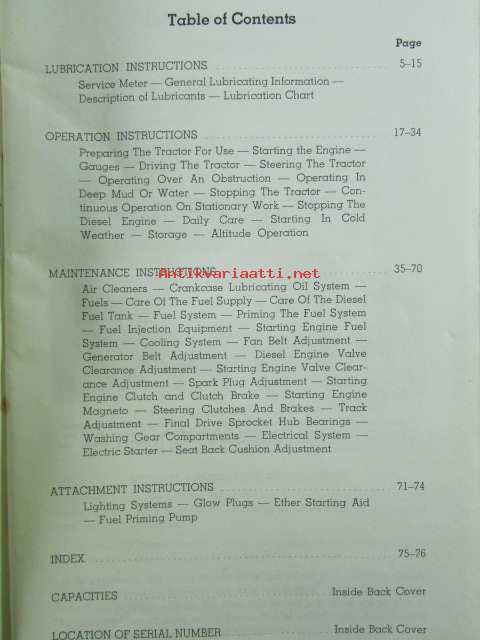 Table of Contents
Page
LUBRICATION INSTRUCTIONS 5–15
Service Meter — General Lubricating Information —
Description of Lubricants — Lubrication Chart
OPERATION INSTRUCTIONS 17–34
Preparing The Tractor For Use — Starting the Engine —
Gauges — Driving The Tractor — Steering The Tractor
— Operating Over An Obstruction — Operating In
Deep Mud Or Water — Stopping The Tractor — Con-
tinuous Operation On Stationary Work — Stopping The
Diesel Engine — Daily Care — Starting In Cold
Weather — Storage — Altitude Operation
Antikvariaatti.net
MAINTENANCE INSTRUCTIONS 35–70
Air Cleaners — Crankcase Lubricating Oil System —
Fuels — Care Of The Fuel Supply — Care Of The Diesel
Fuel Tank — Fuel System — Priming The Fuel System
— Fuel Injection Equipment — Starting Engine Fuel
System — Cooling System — Fan Belt Adjustment —
Generator Belt Adjustment — Diesel Engine Valve
Clearance Adjustment — Starting Engine Valve Clear-
ance Adjustment — Spark Plug Adjustment — Starting
Engine Clutch and Clutch Brake — Starting Engine
Magneto — Steering Clutches And Brakes — Track
Adjustment — Final Drive Sprocket Hub Bearings —
Washing Gear Compartments — Electrical System —
Electric Starter — Seat Back Cushion Adjustment
ATTACHMENT INSTRUCTIONS 71–74
Lighting Systems — Glow Plugs — Ether Starting Aid
— Fuel Priming Pump
INDEX 75–76
CAPACITIES Inside Back Cover
LOCATION OF SERIAL NUMBER Inside Back Cover